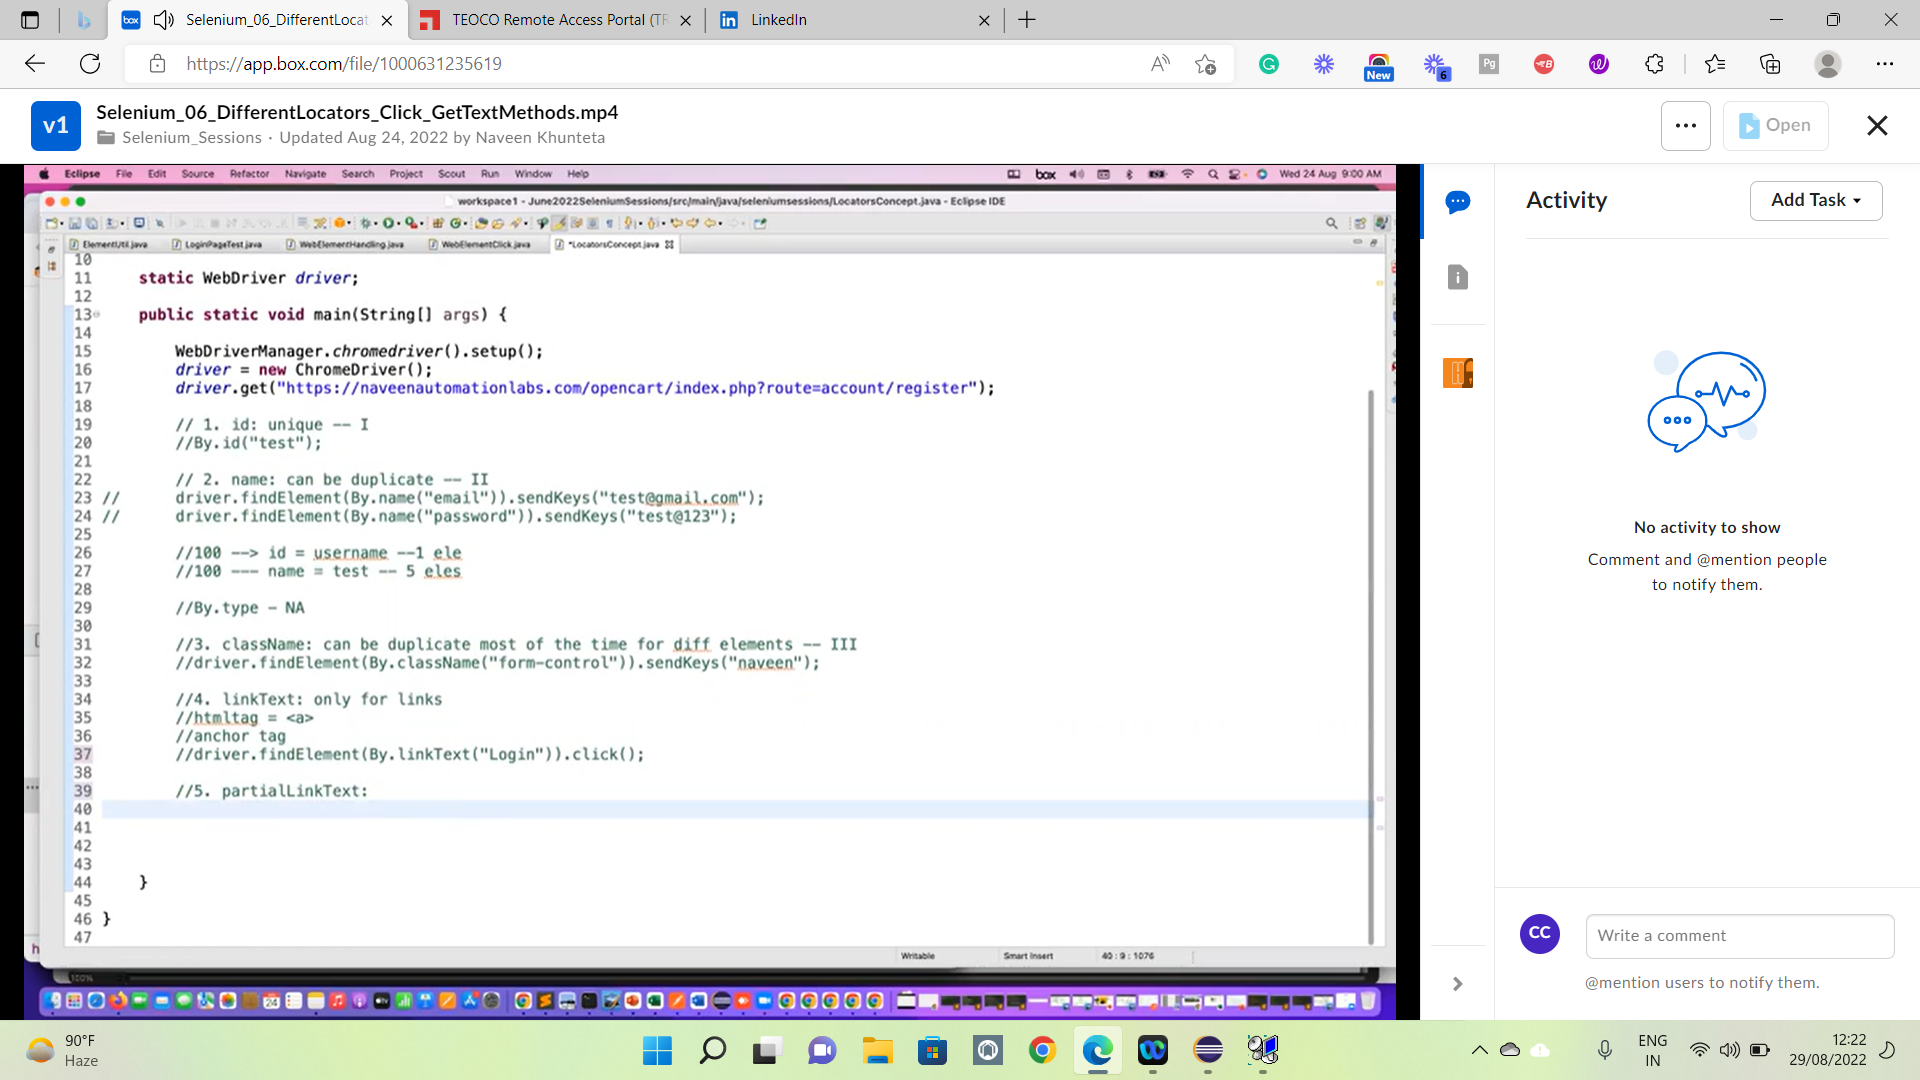 box
Selenium_06_DifferentLocat
TEOCO Remote Access Portal (TR
LinkedIn
https://app.box.com/file/1000631235619
New
6
Pg
v1
Selenium_06_DifferentLocators_Click_GetTextMethods.mp4
Selenium_Sessions · Updated Aug 24, 2022 by Naveen Khunteta
Open
Eclipse File Edit Source Refactor Navigate Search Project Scout Run Window Help
box
Wed 24 Aug 9:00 AM
workspace1 - June2022SeleniumSessions/src/main/java/seleniumsessions/LocatorsConcept.java - Eclipse IDE
ElementUtil.java LoginPageTest.java WebElementHandling.java WebElementClick.java *LocatorsConcept.java
10
11 static WebDriver driver;
12
13 public static void main(String[] args) {
14
15 WebDriverManager.chromedriver().setup();
16 driver = new ChromeDriver();
17 driver.get("https://naveenautomationlabs.com/opencart/index.php?route=account/register");
18
19 // 1. id: unique -- I
20 //By.id("test");
21
22 // 2. name: can be duplicate -- II
23 // driver.findElement(By.name("email")).sendKeys("test@gmail.com");
24 // driver.findElement(By.name("password")).sendKeys("test@123");
25
26 //100 --> id = username --1 ele
27 //100 --- name = test -- 5 eles
28
29 //By.type - NA
30
31 //3. className: can be duplicate most of the time for diff elements -- III
32 //driver.findElement(By.className("form-control")).sendKeys("naveen");
33
34 //4. linkText: only for links
35 //htmltag = <a>
36 //anchor tag
37 //driver.findElement(By.linkText("Login")).click();
38
39 //5. partialLinkText:
40
41
42
43
44 }
45
46 }
47
Writable Smart Insert 40 : 9 : 1076
100%
Activity
Add Task
No activity to show
Comment and @mention people
to notify them.
CC
Write a comment
@mention users to notify them.
90°F
Haze
ENG
IN
12:22
29/08/2022